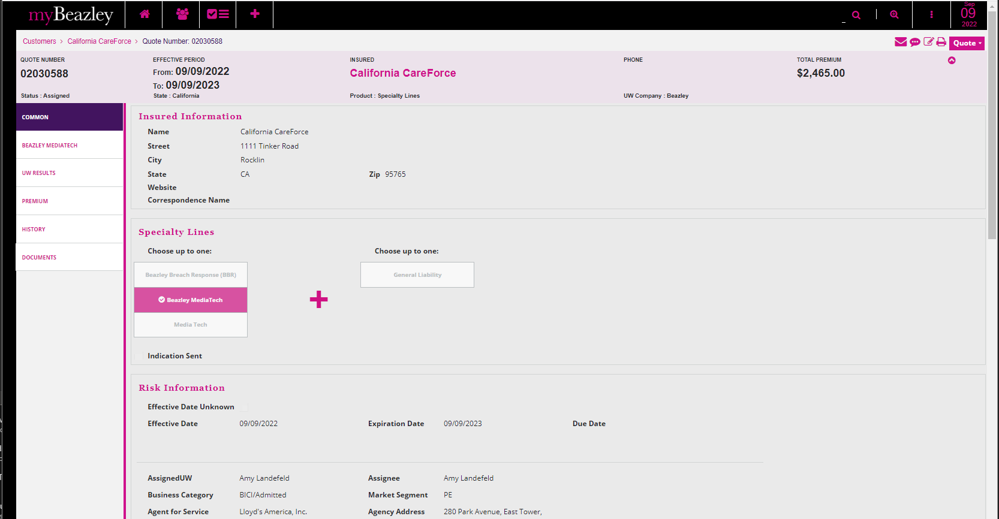 myBeazley
Sep
09
2022
Customers > California CareForce > Quote Number: 02030588
Quote
QUOTE NUMBER
02030588
Status : Assigned
EFFECTIVE PERIOD
From: 09/09/2022
To: 09/09/2023
State : California
INSURED
California CareForce
Product : Specialty Lines
PHONE
UW Company : Beazley
TOTAL PREMIUM
$2,465.00
COMMON
BEAZLEY MEDIATECH
UW RESULTS
PREMIUM
HISTORY
DOCUMENTS
Insured Information
Name California CareForce
Street 1111 Tinker Road
City Rocklin
State CA Zip 95765
Website
Correspondence Name
Specialty Lines
Choose up to one: Choose up to one:
Beazley Breach Response (BBR) General Liability
Beazley MediaTech
Media Tech
Indication Sent
Risk Information
Effective Date Unknown
Effective Date 09/09/2022 Expiration Date 09/09/2023 Due Date
AssignedUW Amy Landefeld Assignee Amy Landefeld
Business Category BICI/Admitted Market Segment PE
Agent for Service Lloyd's America, Inc. Agency Address 280 Park Avenue, East Tower,